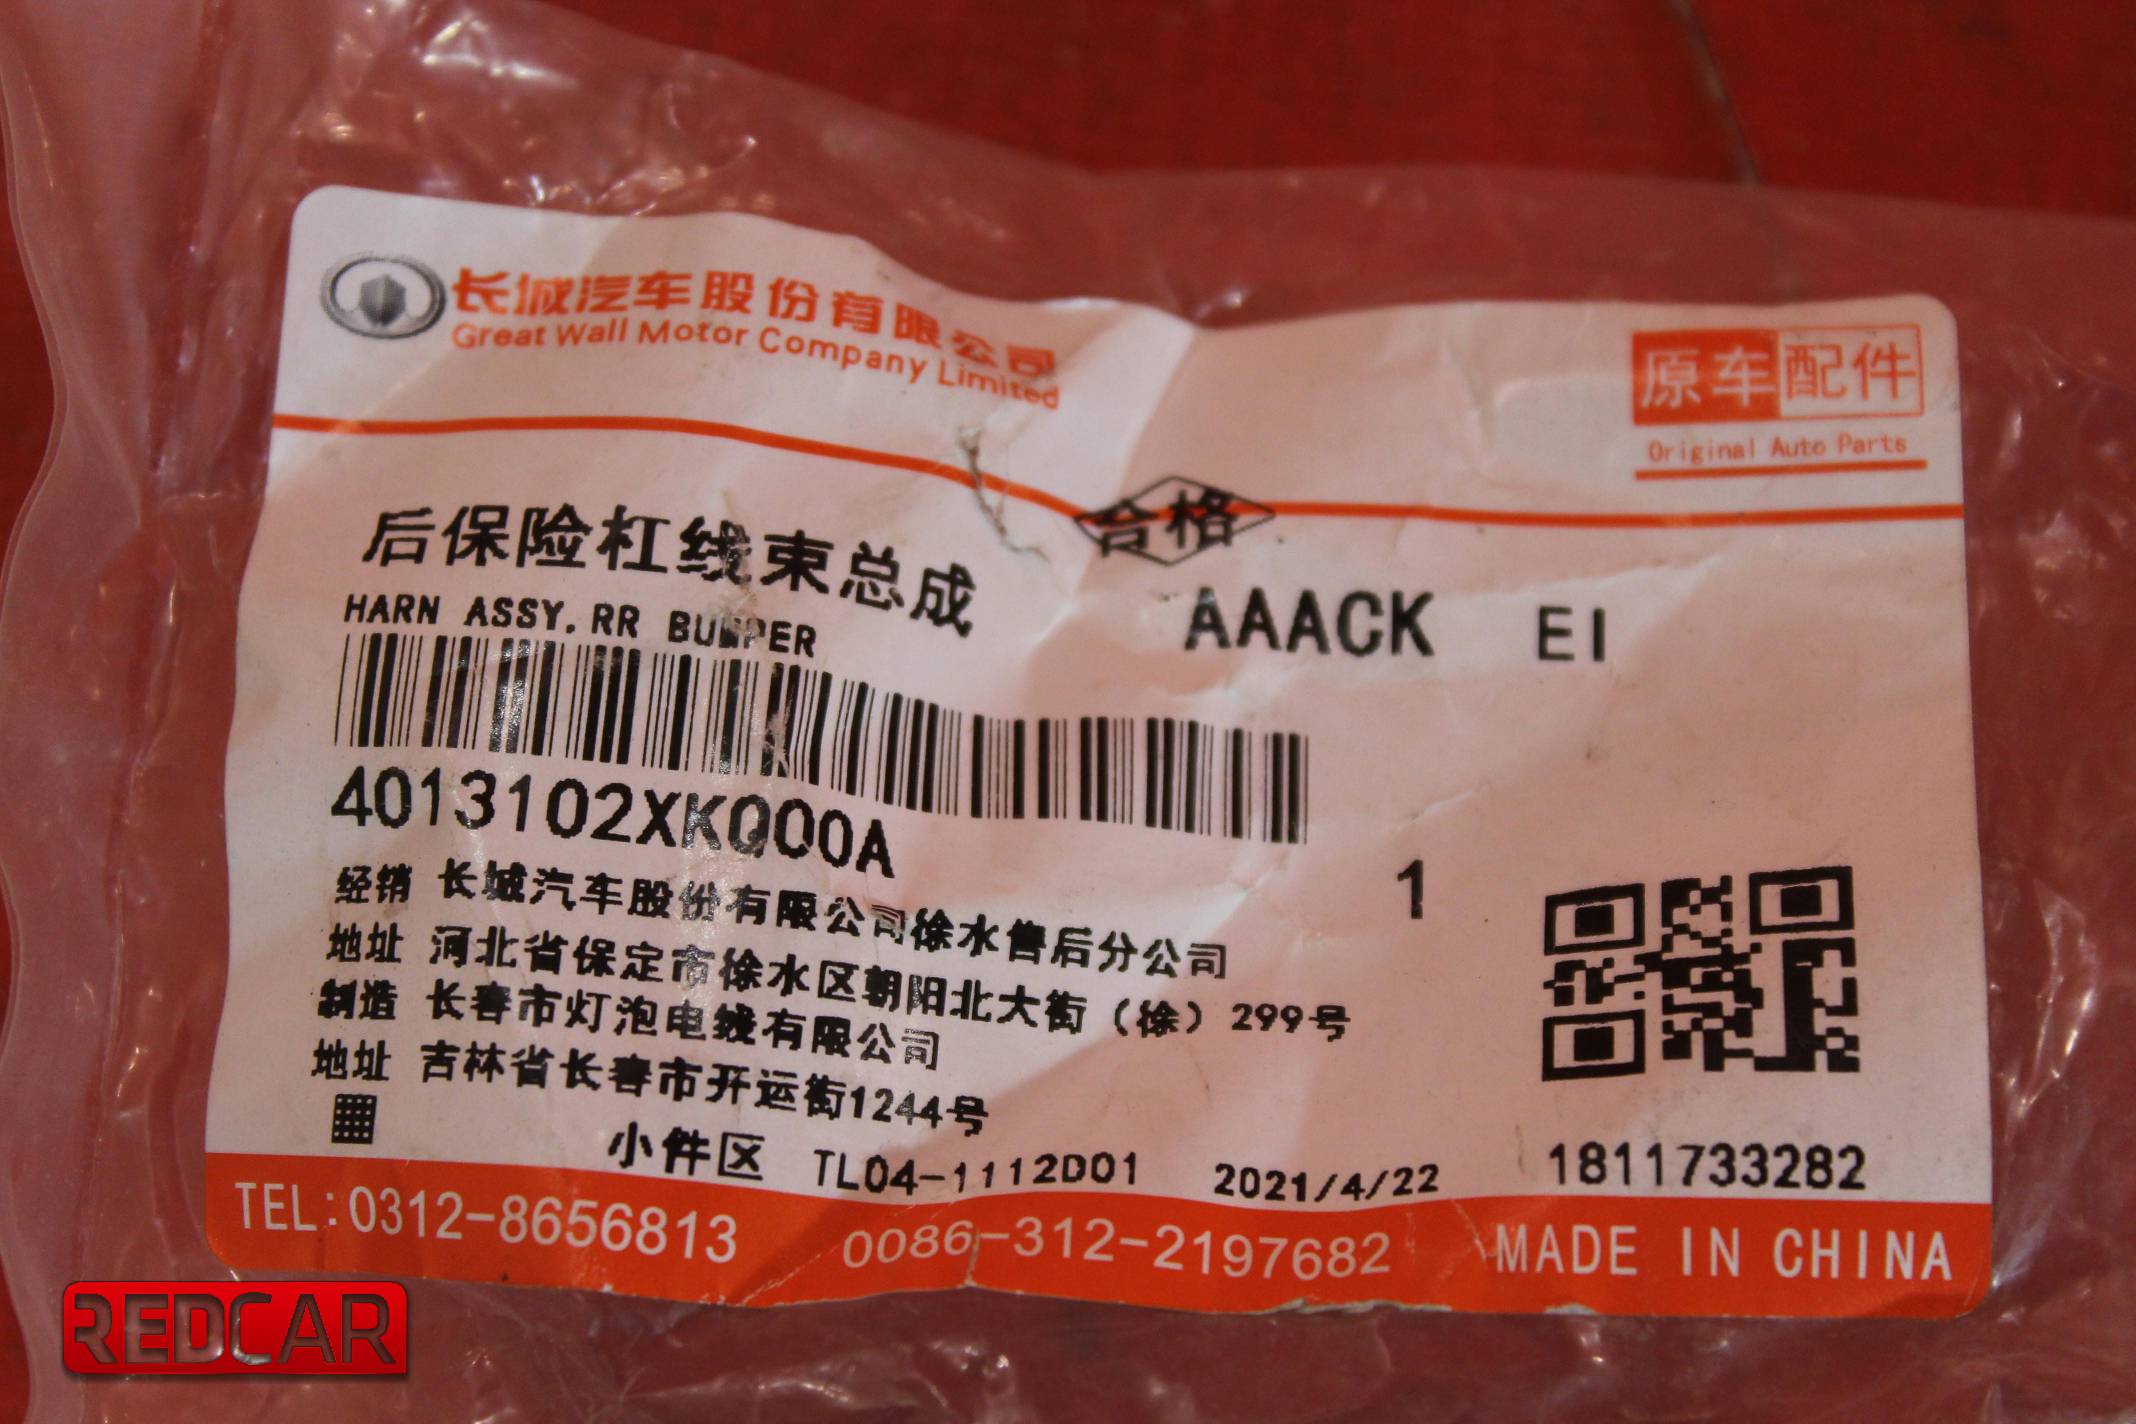 长城汽车股份有限公司
Great Wall Motor Company Limited
原车配件
Original Auto Parts
合格
后保险杠线束总成
AAACK EI
HARN ASSY.RR BUMPER
4013102XKQ00A
1
经销 长城汽车股份有限公司徐水售后分公司
地址 河北省保定市徐水区朝阳北大街（徐）299号
制造 长春市灯泡电线有限公司
地址 吉林省长春市开运街1244号
小件区 TL04-1112D01 2021/4/22 1811733282
TEL:0312-8656813 0086-312-2197682 MADE IN CHINA
REDCAR